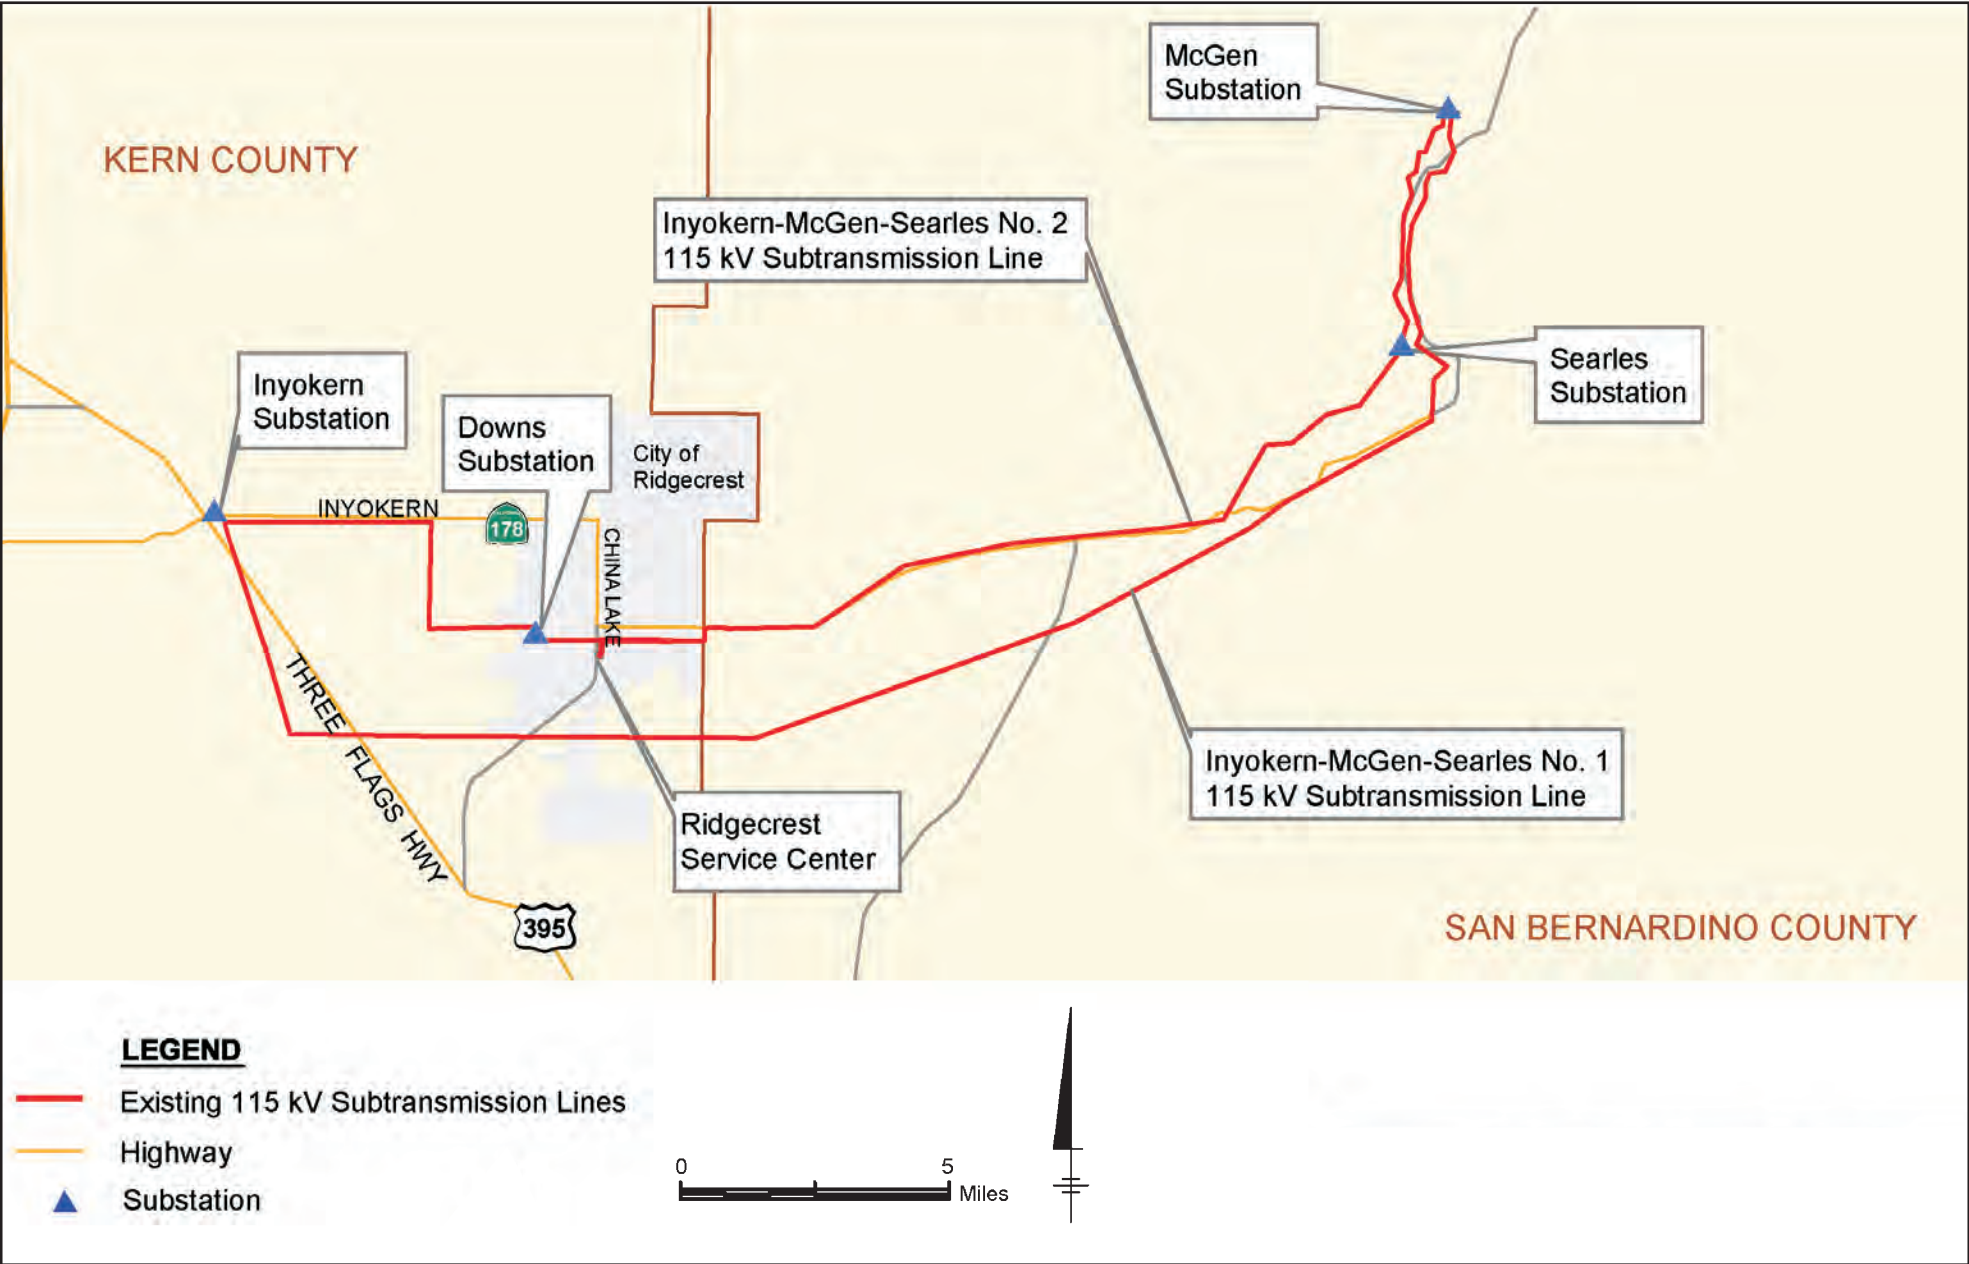 McGen
Substation
KERN COUNTY
Inyokern-McGen-Searles No. 2
115 kV Subtransmission Line
Searles
Substation
Inyokern
Substation
Downs
Substation
City of
Ridgecrest
INYOKERN
178
CHINA LAKE
THREE FLAGS HWY
Inyokern-McGen-Searles No. 1
115 kV Subtransmission Line
Ridgecrest
Service Center
395
SAN BERNARDINO COUNTY
LEGEND
Existing 115 kV Subtransmission Lines
Highway
Substation
0 5
Miles